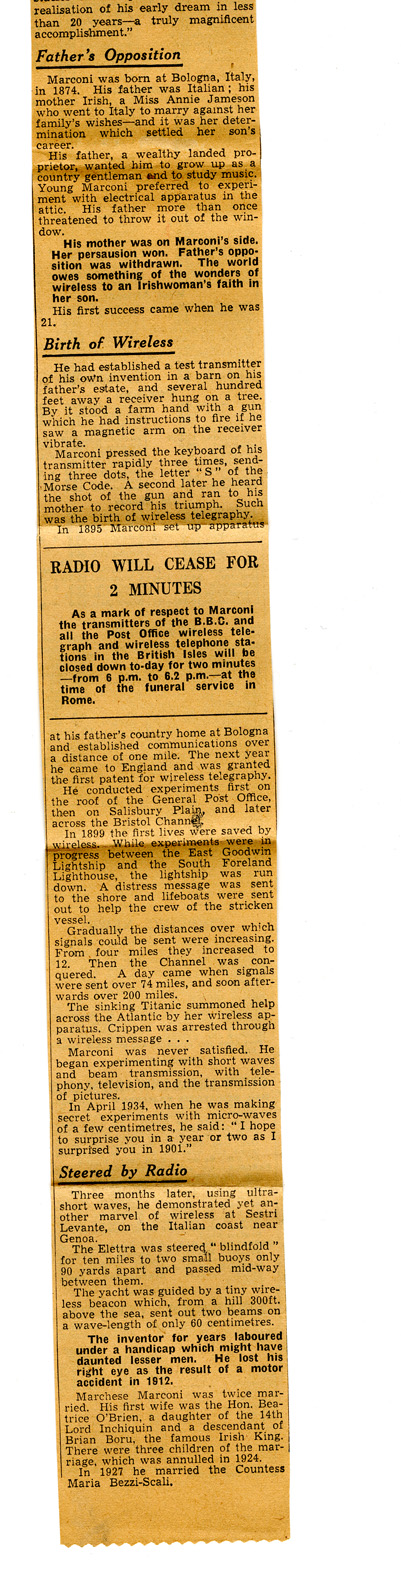 realisation of his early dream in less
than 20 years—a truly magnificent
accomplishment."
Father's Opposition
Marconi was born at Bologna, Italy,
in 1874. His father was Italian; his
mother Irish, a Miss Annie Jameson
who went to Italy to marry against her
family's wishes—and it was her deter-
mination which settled her son's
career.
His father, a wealthy landed pro-
prietor, wanted him to grow up as a
country gentleman and to study music.
Young Marconi preferred to experi-
ment with electrical apparatus in the
attic. His father more than once
threatened to throw it out of the win-
dow.
His mother was on Marconi's side.
Her persausion won. Father's oppo-
sition was withdrawn. The world
owes something of the wonders of
wireless to an Irishwoman's faith in
her son.
His first success came when he was
21.
Birth of Wireless
He had established a test transmitter
of his own invention in a barn on his
father's estate, and several hundred
feet away a receiver hung on a tree.
By it stood a farm hand with a gun
which he had instructions to fire if he
saw a magnetic arm on the receiver
vibrate.
Marconi pressed the keyboard of his
transmitter rapidly three times, send-
ing three dots, the letter "S" of the
Morse Code. A second later he heard
the shot of the gun and ran to his
mother to record his triumph. Such
was the birth of wireless telegraphy.
In 1895 Marconi set up apparatus
RADIO WILL CEASE FOR
2 MINUTES
As a mark of respect to Marconi
the transmitters of the B.B.C. and
all the Post Office wireless tele-
graph and wireless telephone sta-
tions in the British Isles will be
closed down to-day for two minutes
—from 6 p.m. to 6.2 p.m.—at the
time of the funeral service in
Rome.
at his father's country home at Bologna
and established communications over
a distance of one mile. The next year
he came to England and was granted
the first patent for wireless telegraphy.
He conducted experiments first on
the roof of the General Post Office,
then on Salisbury Plain, and later
across the Bristol Channel.
In 1899 the first lives were saved by
wireless. While experiments were in
progress between the East Goodwin
Lightship and the South Foreland
Lighthouse, the lightship was run
down. A distress message was sent
to the shore and lifeboats were sent
out to help the crew of the stricken
vessel.
Gradually the distances over which
signals could be sent were increasing.
From four miles they increased to
12. Then the Channel was con-
quered. A day came when signals
were sent over 74 miles, and soon after-
wards over 200 miles.
The sinking Titanic summoned help
across the Atlantic by her wireless ap-
paratus. Crippen was arrested through
a wireless message . . .
Marconi was never satisfied. He
began experimenting with short waves
and beam transmission, with tele-
phony, television, and the transmission
of pictures.
In April 1934, when he was making
secret experiments with micro-waves
of a few centimetres, he said: "I hope
to surprise you in a year or two as I
surprised you in 1901."
Steered by Radio
Three months later, using ultra-
short waves, he demonstrated yet an-
other marvel of wireless at Sestri
Levante, on the Italian coast near
Genoa.
The Elettra was steered "blindfold"
for ten miles to two small buoys only
90 yards apart and passed mid-way
between them.
The yacht was guided by a tiny wire-
less beacon which, from a hill 300ft.
above the sea, sent out two beams on
a wave-length of only 60 centimetres.
The inventor for years laboured
under a handicap which might have
daunted lesser men. He lost his
right eye as the result of a motor
accident in 1912.
Marchese Marconi was twice mar-
ried. His first wife was the Hon. Bea-
trice O'Brien, a daughter of the 14th
Lord Inchiquin and a descendant of
Brian Boru, the famous Irish King.
There were three children of the mar-
riage, which was annulled in 1924.
In 1927 he married the Countess
Maria Bezzi-Scali.